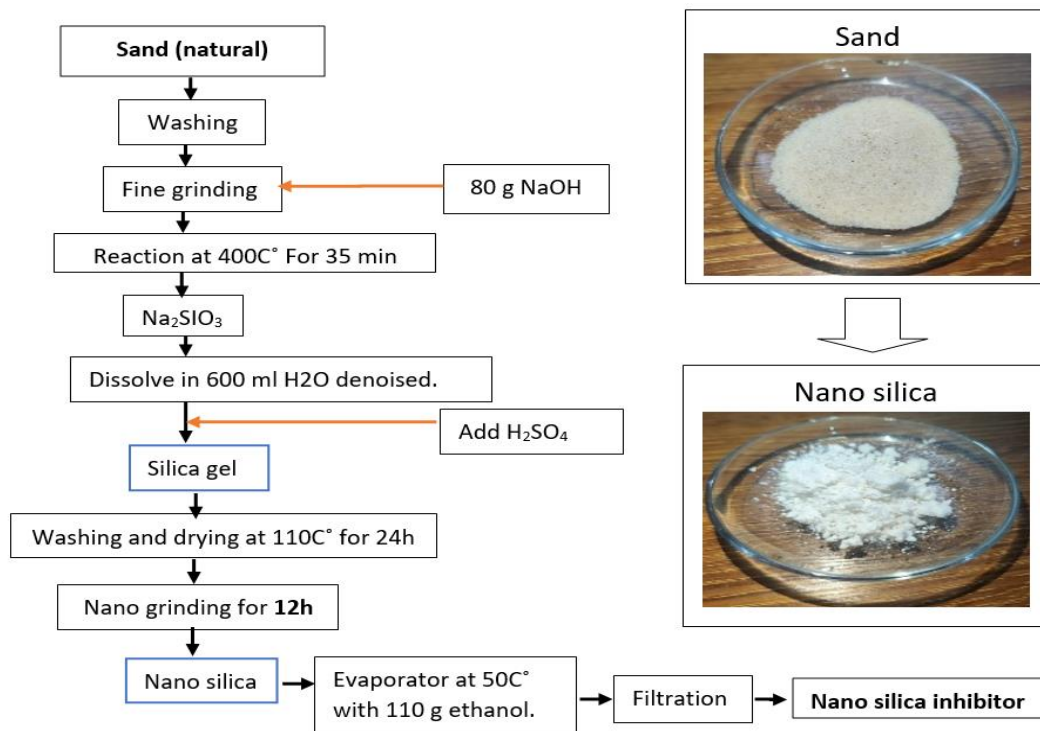 Sand (natural)
Washing
Fine grinding
80 g NaOH
Reaction at 400C° For 35 min
Na₂SIO₃
Dissolve in 600 ml H2O denoised.
Add H₂SO₄
Silica gel
Washing and drying at 110C° for 24h
Nano grinding for 12h
Nano silica
Evaporator at 50C°
with 110 g ethanol.
Filtration
Nano silica inhibitor
Sand
Nano silica